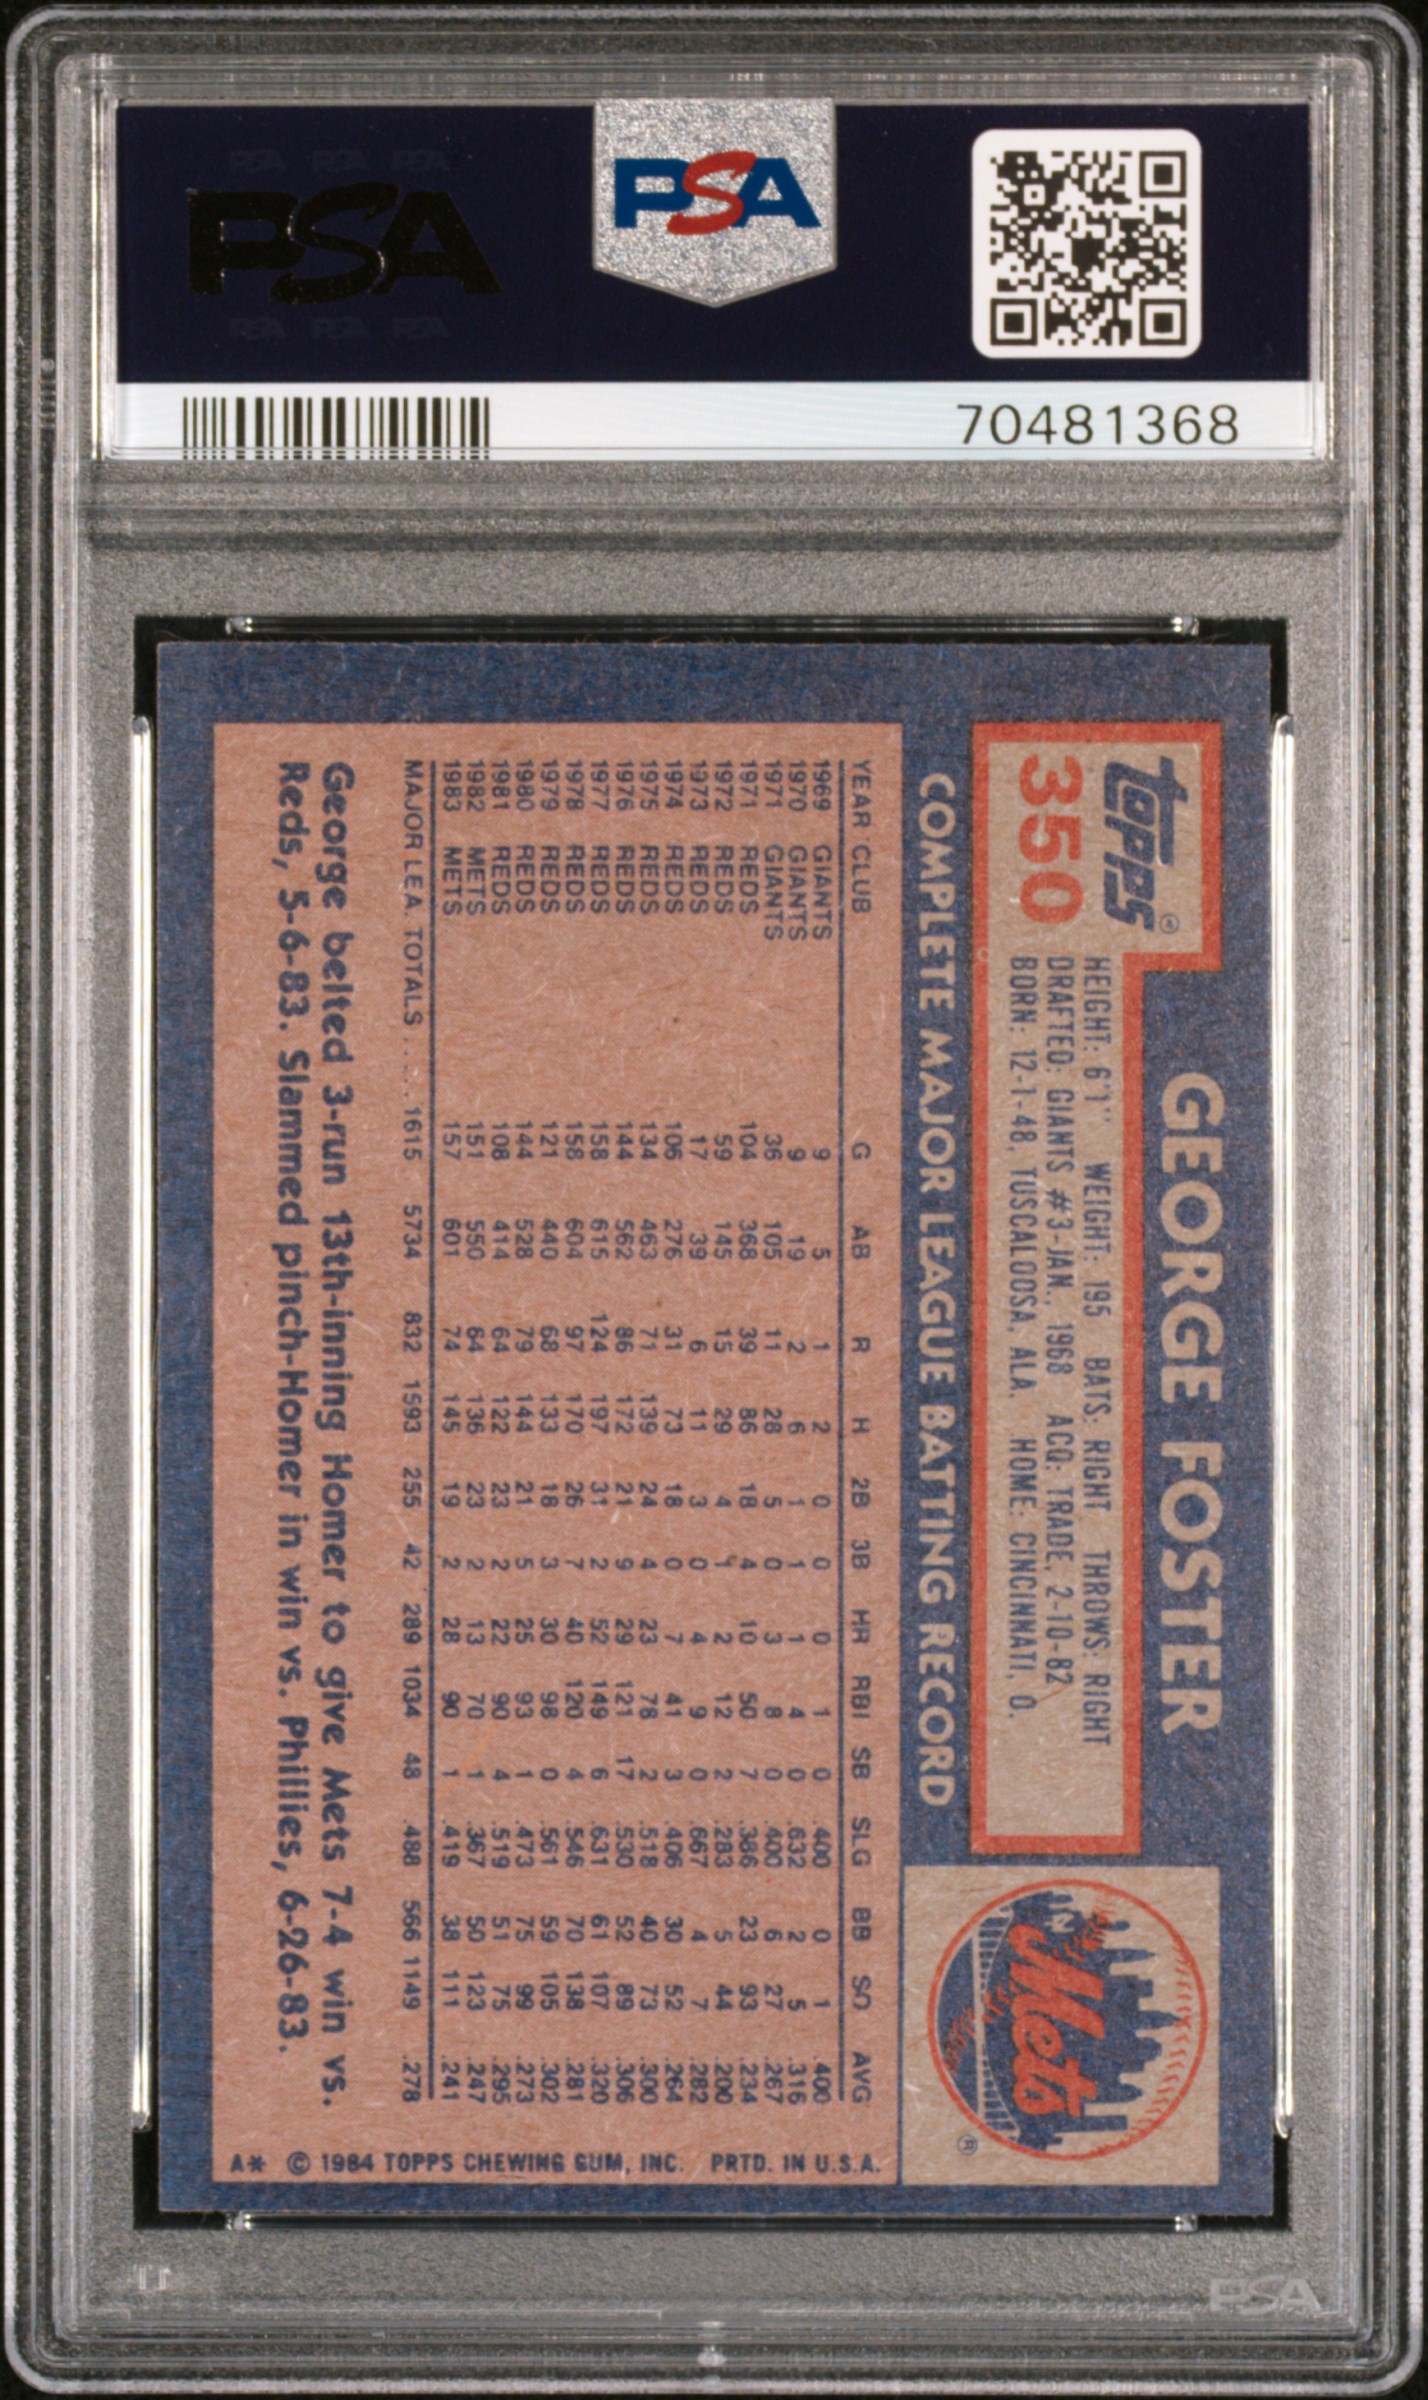 PSA PSA PSA
PSA
PSA PSA PSA
PSA
70481368
Topps®
350
GEORGE FOSTER
HEIGHT: 6'1'' WEIGHT: 195 BATS: RIGHT THROWS: RIGHT
DRAFTED: GIANTS #3-JAN., 1968 ACQ: TRADE, 2-10-82
BORN: 12-1-48, TUSCALOOSA, ALA. HOME: CINCINNATI, O.
Mets
®
COMPLETE MAJOR LEAGUE BATTING RECORD
YEAR CLUB G AB R H 2B 3B HR RBI SB SLG BB SO AVG
1969 GIANTS 9 5 1 2 0 0 0 1 0 .400 0 1 .400
1970 GIANTS 9 19 2 6 1 1 1 4 0 .632 2 5 .316
1971 GIANTS 36 105 11 28 5 0 3 8 0 .400 6 27 .267
1971 REDS 104 368 39 86 18 4 10 50 7 .386 23 93 .234
1972 REDS 59 145 15 29 4 1 2 12 2 .283 5 44 .200
1973 REDS 17 39 6 11 3 0 4 9 0 .667 4 7 .282
1974 REDS 106 276 31 73 18 0 7 41 3 .406 30 52 .264
1975 REDS 134 463 71 139 24 4 23 78 2 .518 40 73 .300
1976 REDS 144 562 86 172 21 9 29 121 17 .530 52 89 .306
1977 REDS 158 615 124 197 31 2 52 149 6 .631 61 107 .320
1978 REDS 158 604 97 170 26 7 40 120 4 .546 70 138 .281
1979 REDS 121 440 68 133 18 3 30 98 0 .561 59 105 .302
1980 REDS 144 528 79 144 21 5 25 93 1 .473 75 99 .273
1981 REDS 108 414 64 122 23 2 22 90 4 .519 51 75 .295
1982 METS 151 550 64 136 23 2 13 70 1 .367 50 123 .247
1983 METS 157 601 74 145 19 2 28 90 1 .419 38 111 .241
MAJOR LEA. TOTALS .... 1615 5734 832 1593 255 42 289 1034 48 .488 566 1149 .278
George belted 3-run 13th-inning Homer to give Mets 7-4 win vs.
Reds, 5-6-83. Slammed pinch-Homer in win vs. Phillies, 6-26-83.
A* © 1984 TOPPS CHEWING GUM, INC. PRTD. IN U.S.A.
PSA